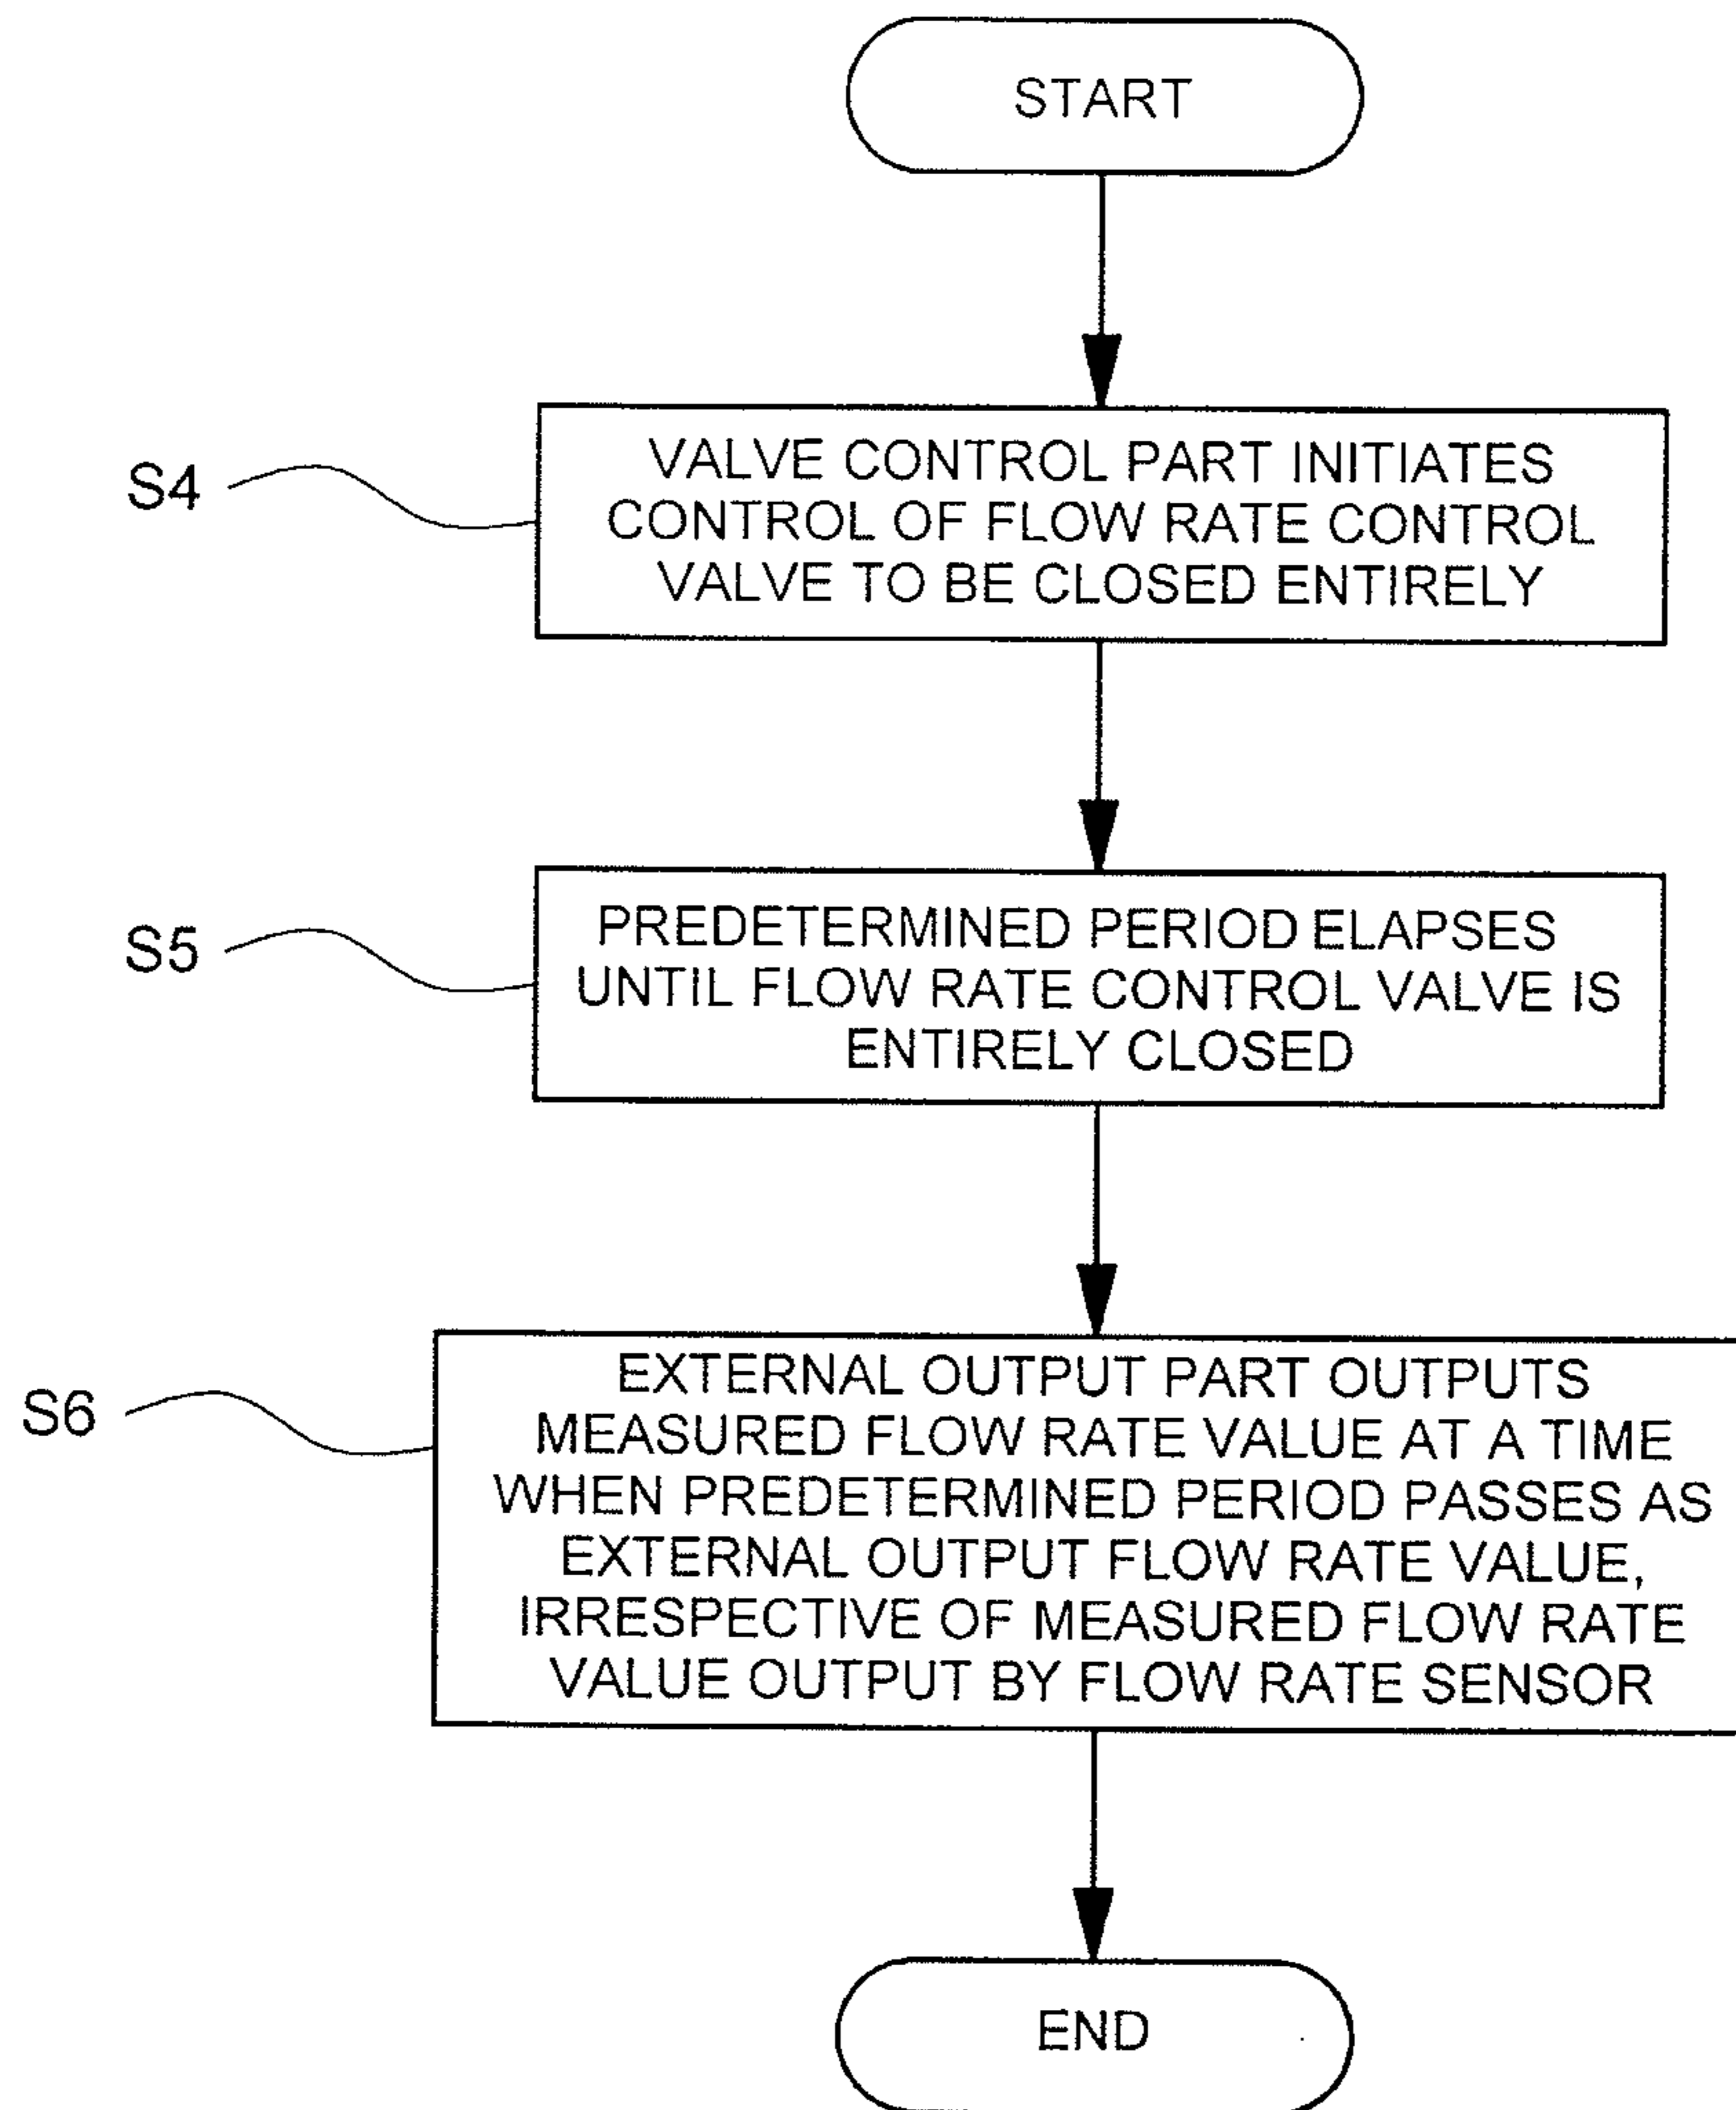 START
S4
VALVE CONTROL PART INITIATES
CONTROL OF FLOW RATE CONTROL
VALVE TO BE CLOSED ENTIRELY
S5
PREDETERMINED PERIOD ELAPSES
UNTIL FLOW RATE CONTROL VALVE IS
ENTIRELY CLOSED
S6
EXTERNAL OUTPUT PART OUTPUTS
MEASURED FLOW RATE VALUE AT A TIME
WHEN PREDETERMINED PERIOD PASSES AS
EXTERNAL OUTPUT FLOW RATE VALUE,
IRRESPECTIVE OF MEASURED FLOW RATE
VALUE OUTPUT BY FLOW RATE SENSOR
END